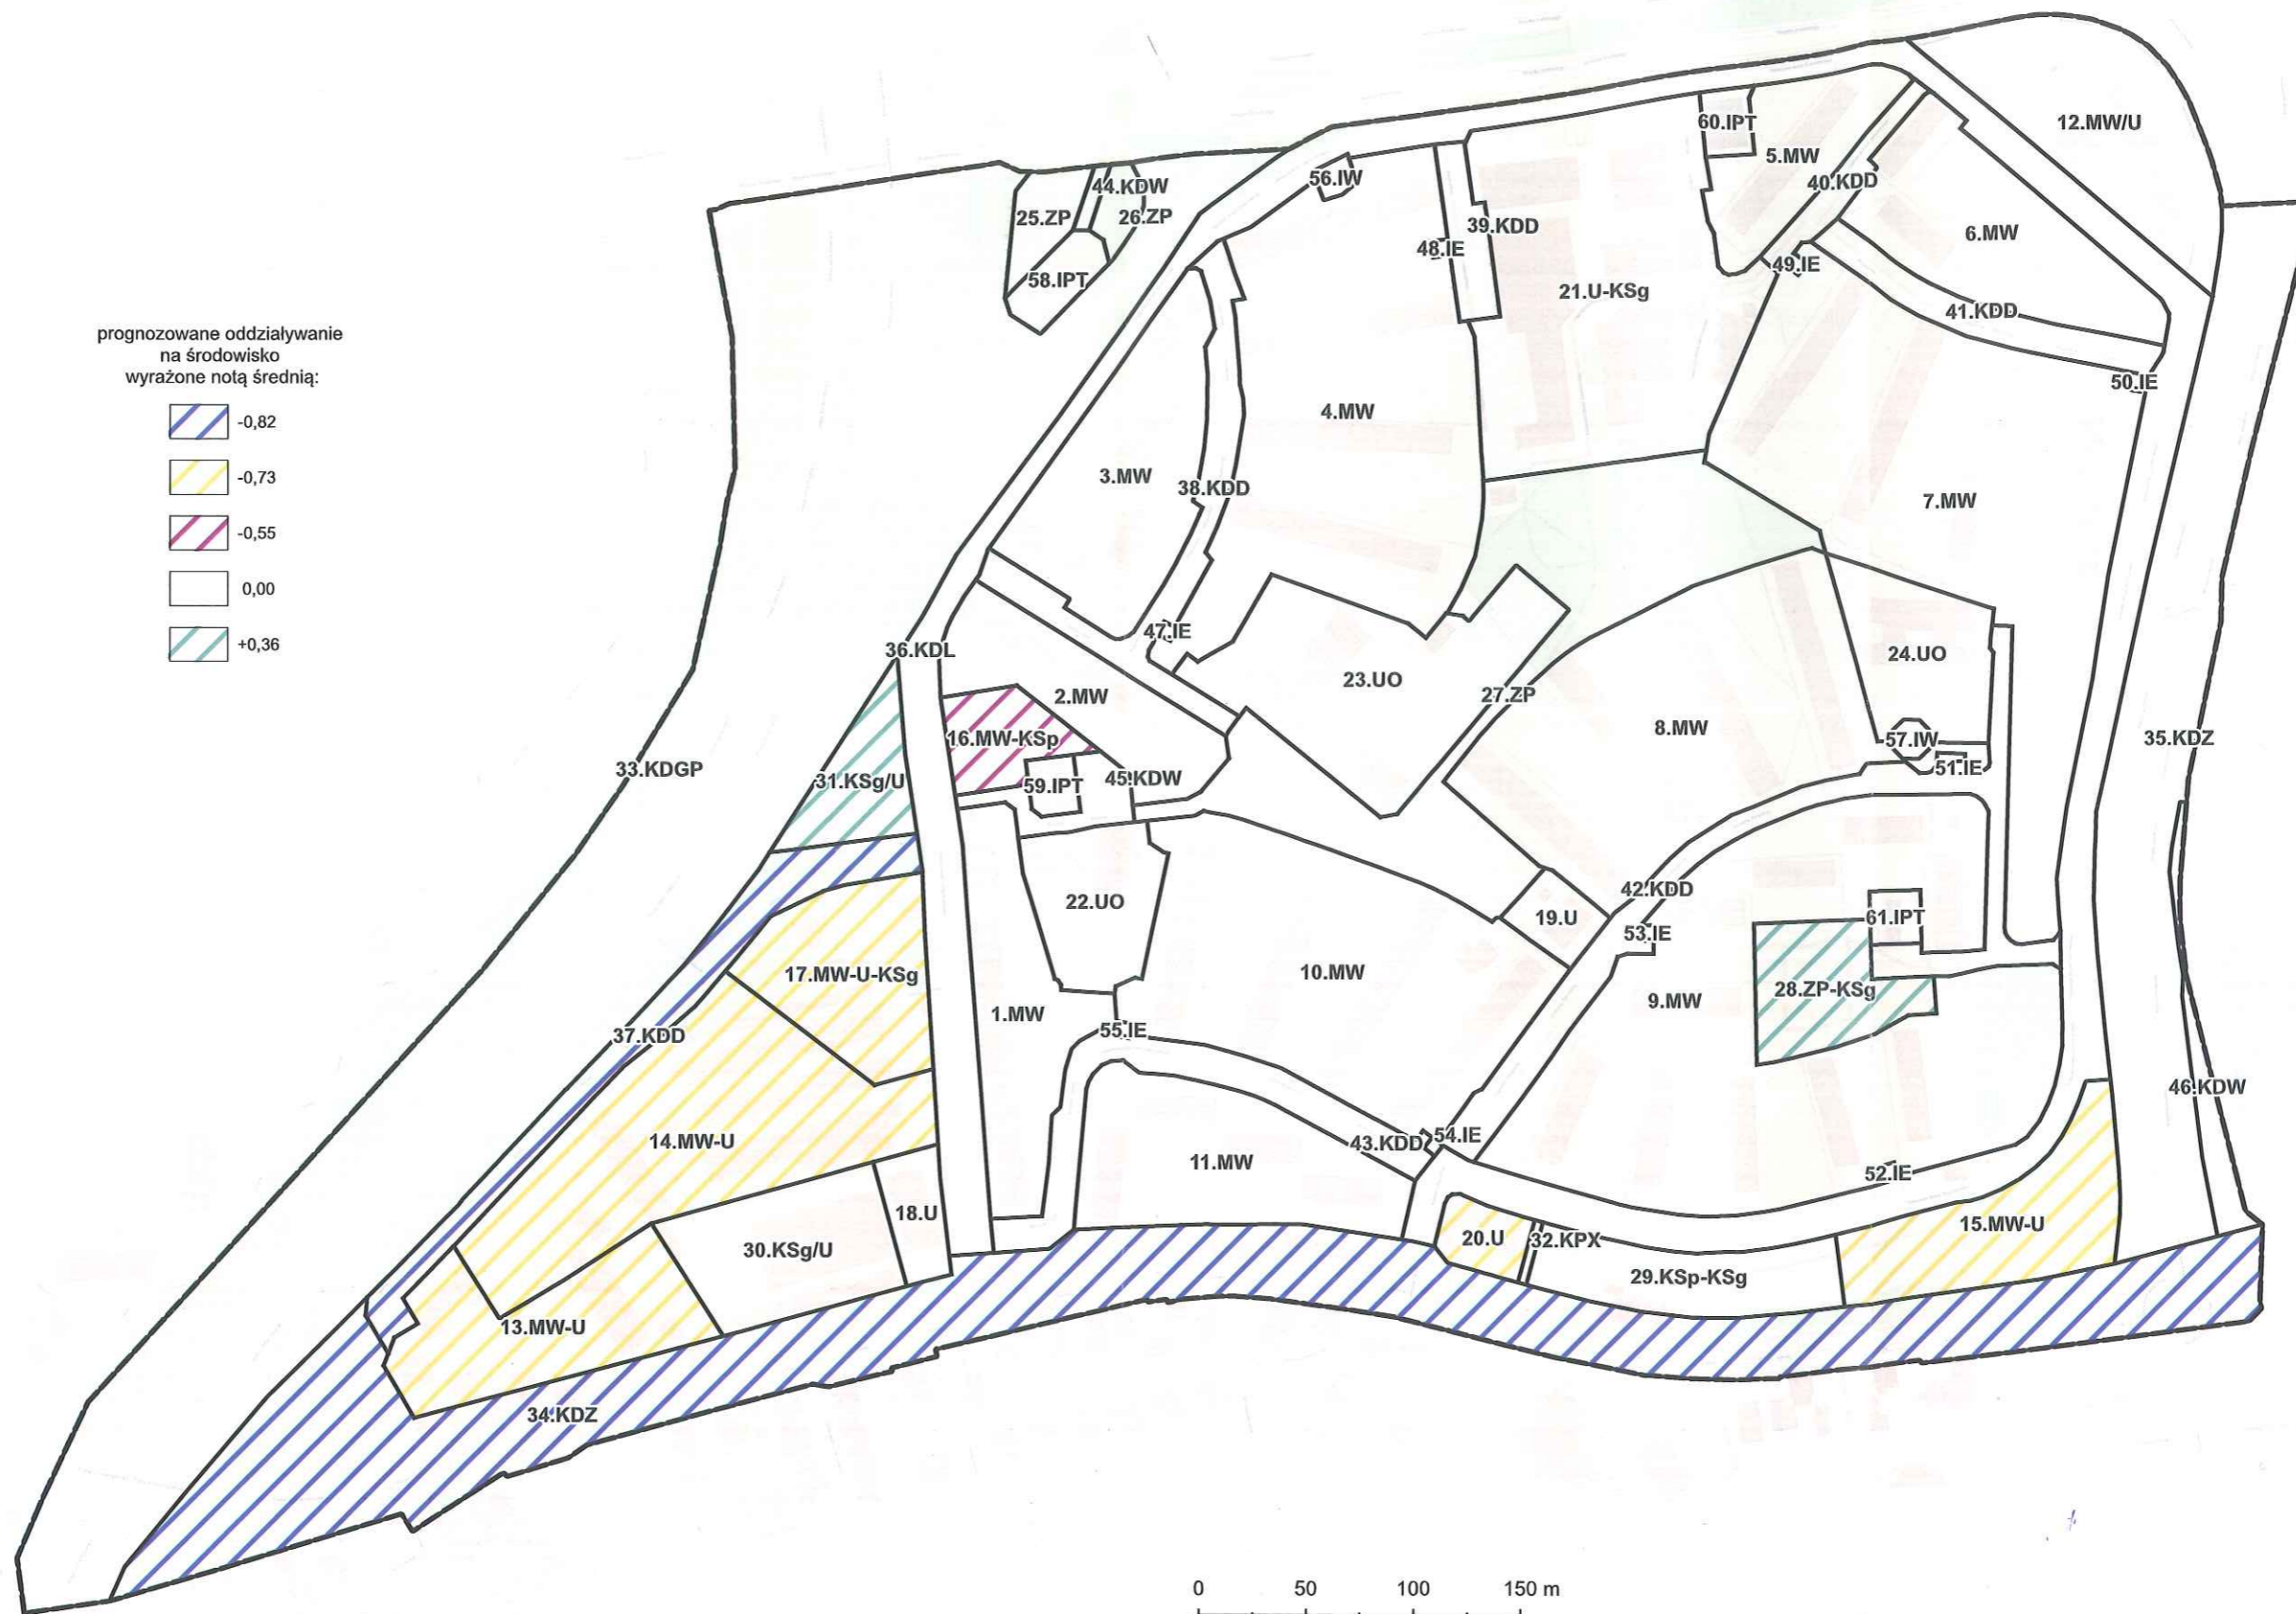 60.IPT
12.MW/U
5.MW
56.IW
40.KDD
44.KDW
25.ZP
26.ZP
39.KDD
6.MW
48.IE
49.IE
58.IPT
21.U-KSg
41.KDD
prognozowane oddziaływanie
na środowisko
wyrażone notą średnią:
-0,82
-0,73
-0,55
0,00
+0,36
50.IE
4.MW
3.MW
38.KDD
7.MW
47.IE
36.KDL
24.UO
23.UO
2.MW
27.ZP
8.MW
16.MW-KSp
57.IW
35.KDZ
33.KDGP
51.IE
31.KSg/U
59.IPT
45.KDW
42.KDD
22.UO
19.U
61.IPT
53.IE
17.MW-U-KSg
10.MW
28.ZP-KSg
9.MW
1.MW
55.IE
37.KDD
46.KDW
14.MW-U
43.KDD
54.IE
11.MW
52.IE
18.U
15.MW-U
30.KSg/U
20.U
32.KPX
29.KSp-KSg
13.MW-U
34.KDZ
0 50 100 150 m